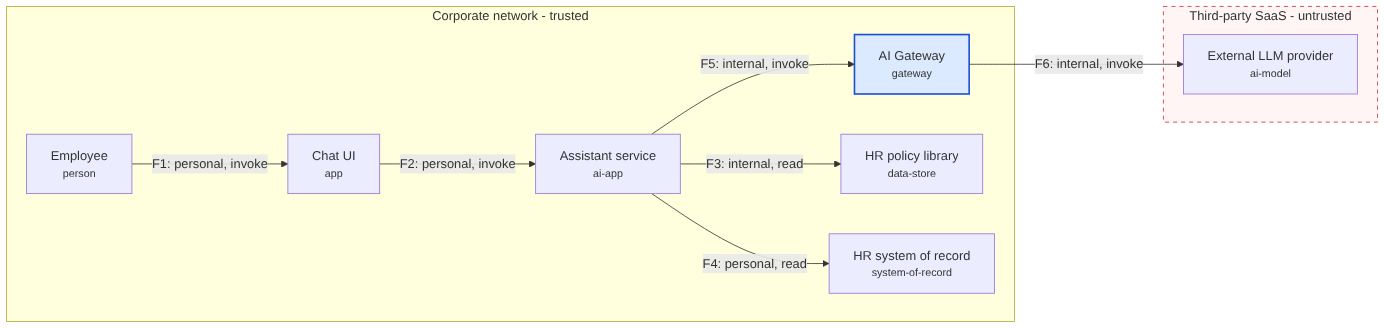 Corporate network - trusted
Third-party SaaS - untrusted
AI Gateway
gateway
External LLM provider
ai-model
F5: internal, invoke
F6: internal, invoke
Employee
person
F1: personal, invoke
Chat UI
app
F2: personal, invoke
Assistant service
ai-app
F3: internal, read
HR policy library
data-store
F4: personal, read
HR system of record
system-of-record